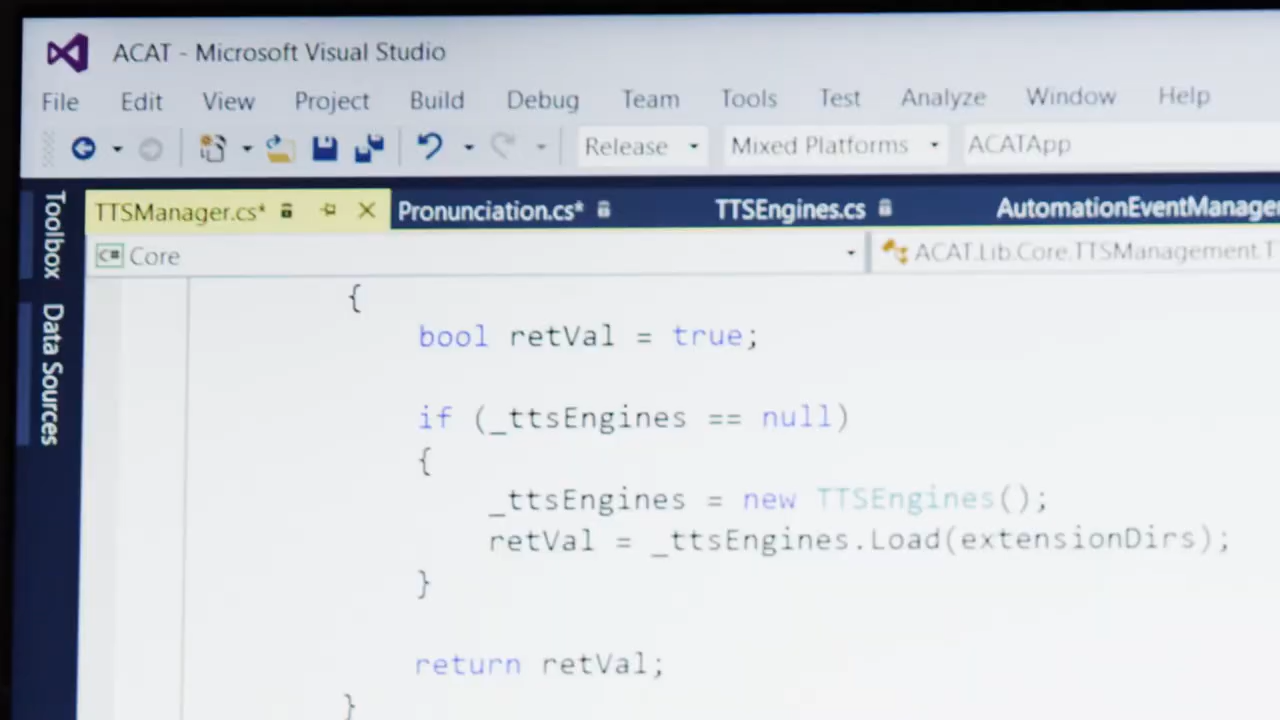 ACAT - Microsoft Visual Studio
File Edit View Project Build Debug Team Tools Test Analyze Window Help
Release Mixed Platforms ACATApp
TTSManager.cs* Pronunciation.cs* TTSEngines.cs AutomationEventManager
Toolbox
Data Sources
C# Core ACAT.Lib.Core.TTSManagement.T
{
bool retVal = true;
if (_ttsEngines == null)
{
_ttsEngines = new TTSEngines();
retVal = _ttsEngines.Load(extensionDirs);
}
return retVal;
}